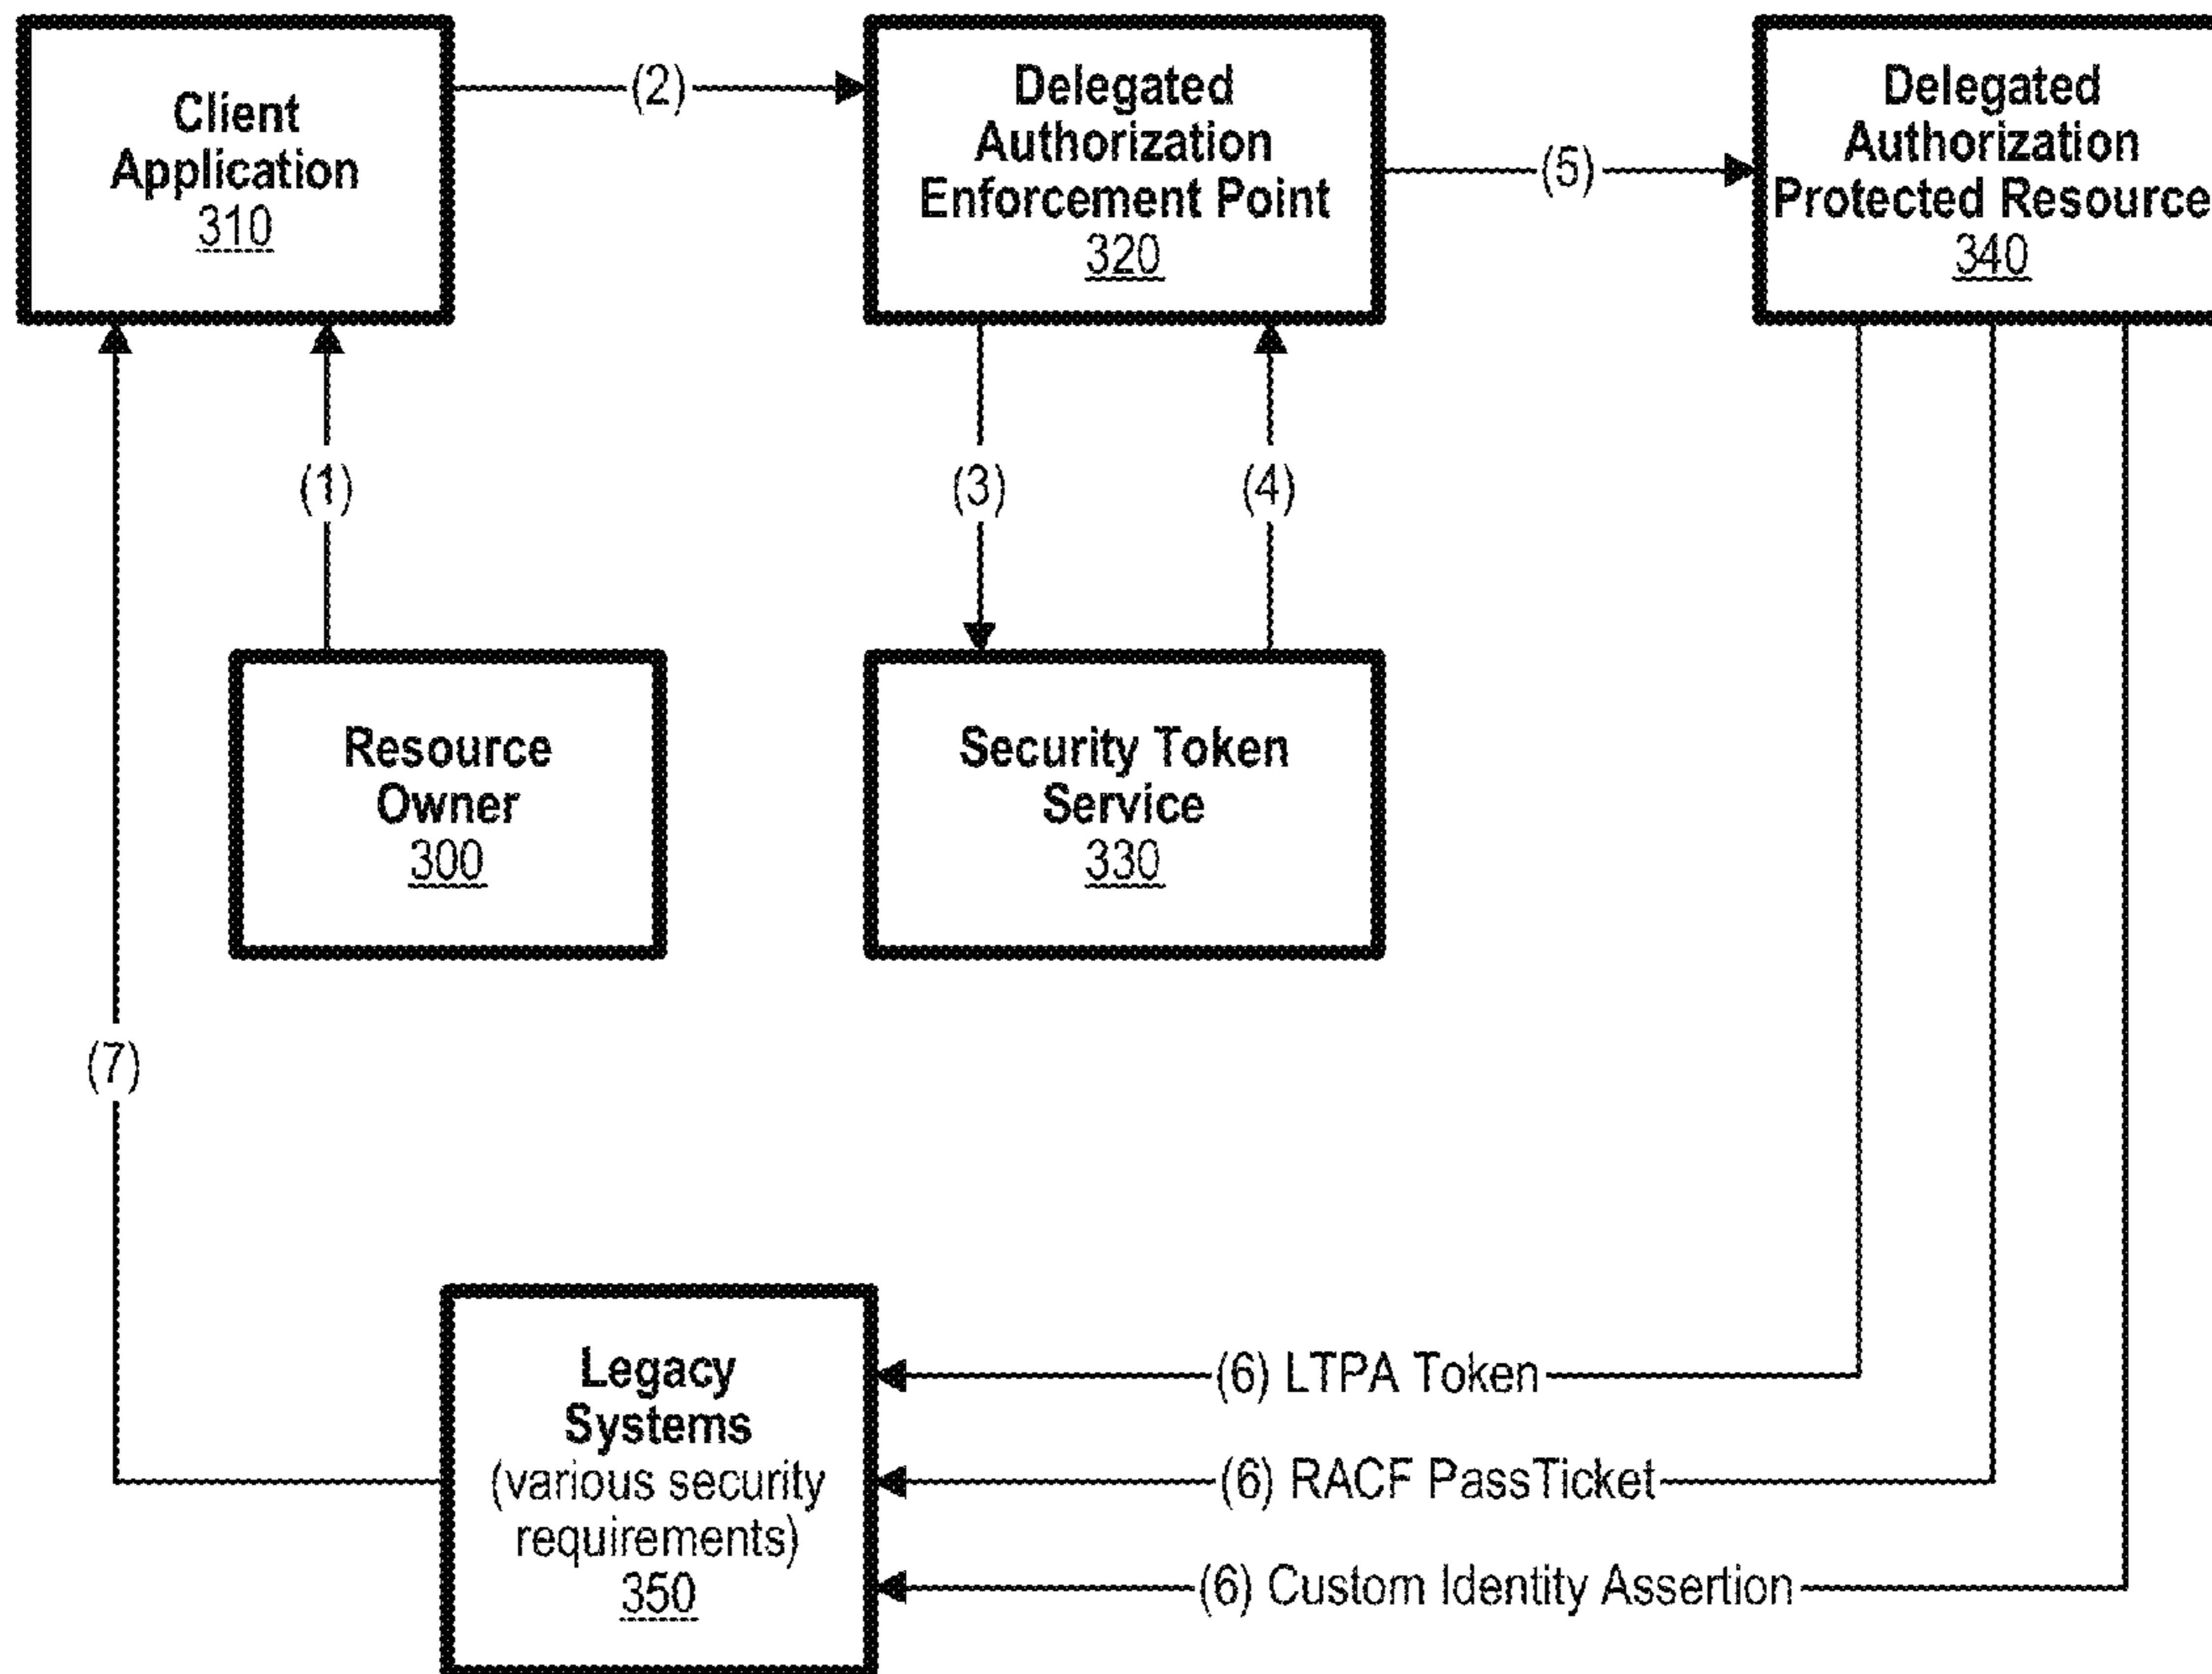 Client
Application
310
(2)
Delegated
Authorization
Enforcement Point
320
(5)
Delegated
Authorization
Protected Resource
340
(1)
(3)
(4)
Resource
Owner
300
Security Token
Service
330
(7)
Legacy
Systems
(various security
requirements)
350
(6) LTPA Token
(6) RACF PassTicket
(6) Custom Identity Assertion